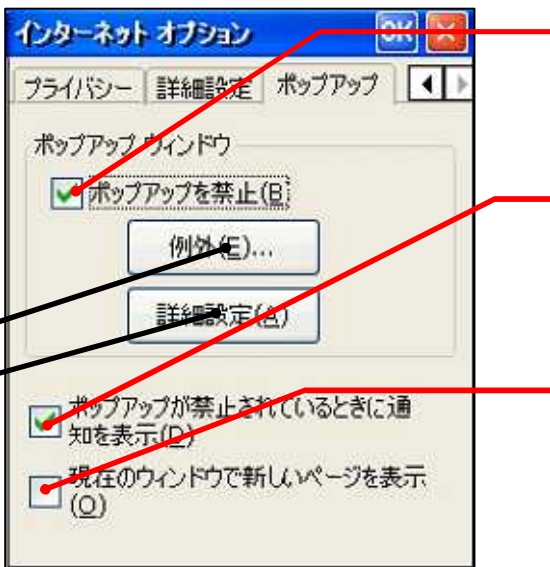 インターネット オプション OK
プライバシー 詳細設定 ポップアップ
ポップアップ ウィンドウ
ポップアップを禁止(B)
例外(E)...
詳細設定(A)
ポップアップが禁止されているときに通
知を表示(D)
現在のウィンドウで新しいページを表示
(O)